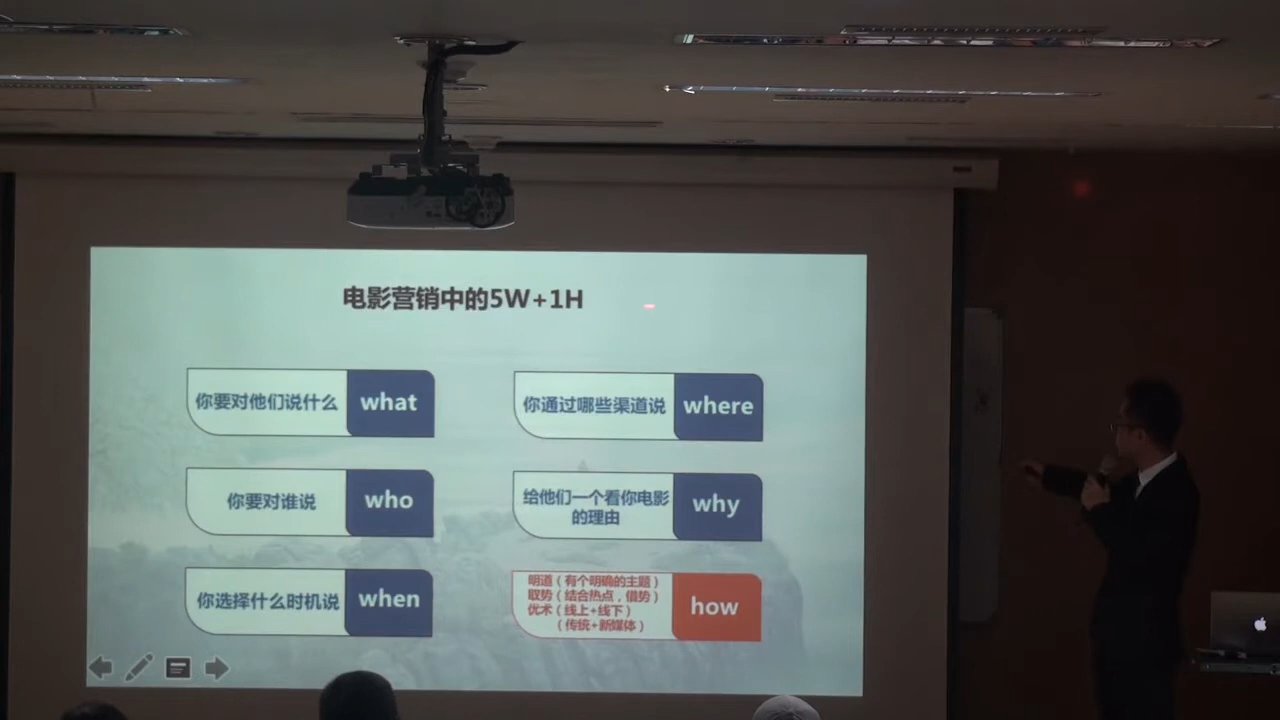 电影营销中的5W+1H
你要对他们说什么 what
你通过哪些渠道说 where
你要对谁说 who
给他们一个看你电影
的理由 why
你选择什么时机说 when
明道（有个明确的主题）
取势（结合热点，借势）
优术（线上+线下）
（传统+新媒体）
how